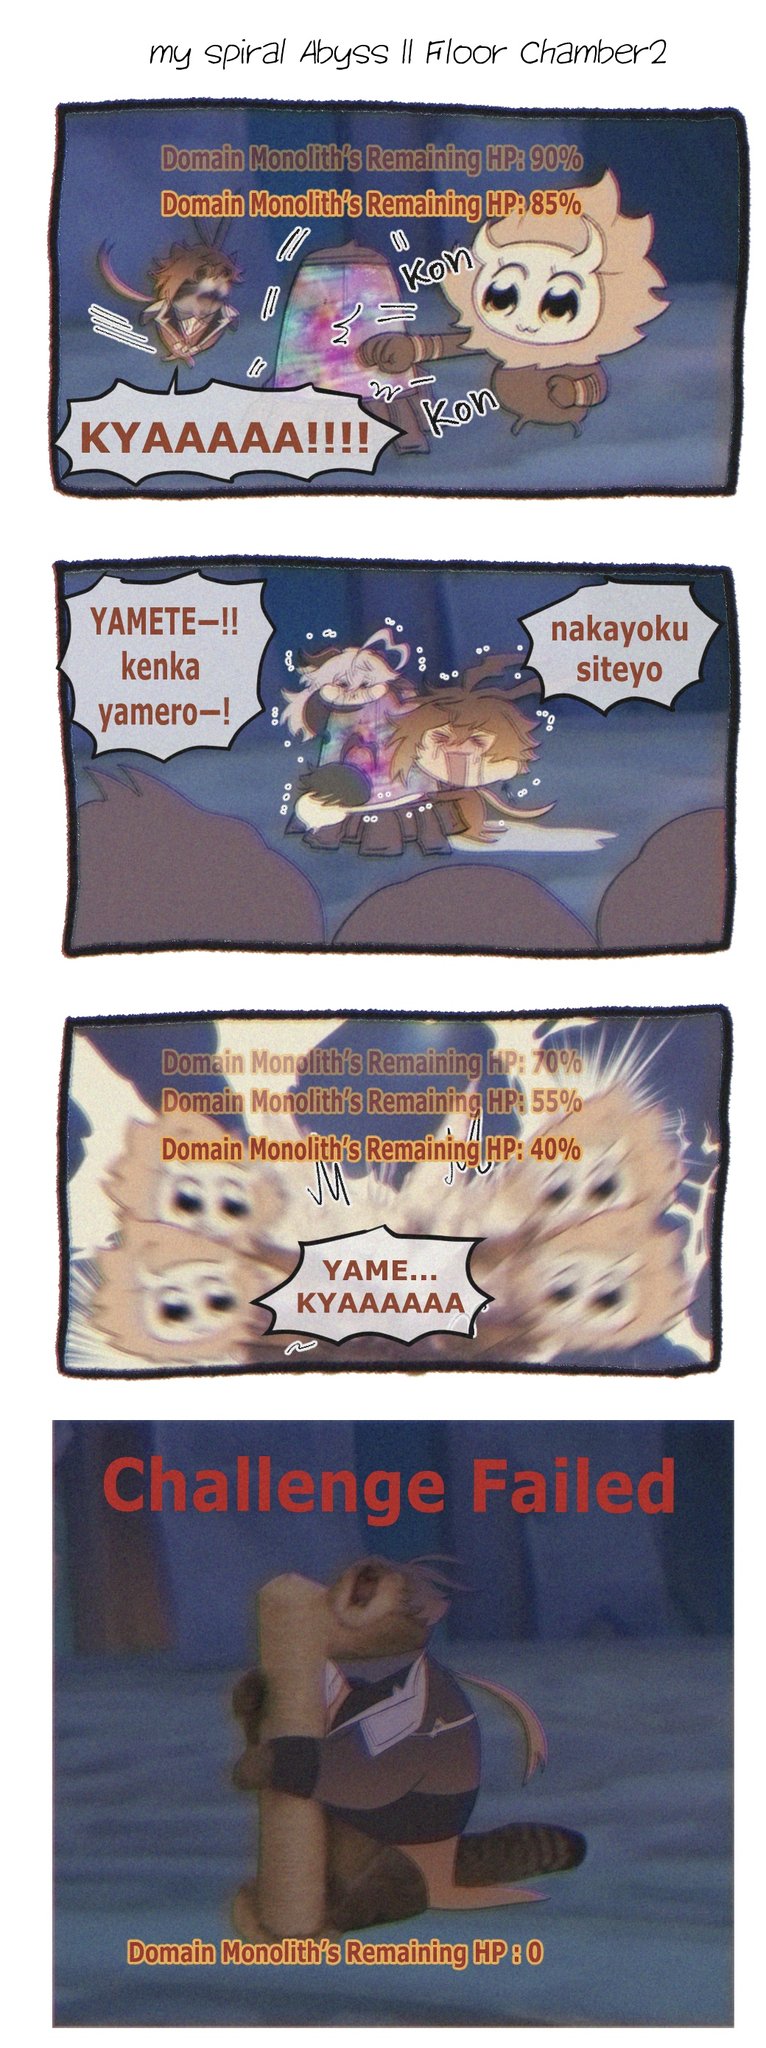 my spiral Abyss 11 Floor Chamber2
Domain Monolith's Remaining HP: 90%
Domain Monolith's Remaining HP: 85%
Kon
Kon
KYAAAAA!!!!
YAMETE—!!
kenka
yamero—!
nakayoku
siteyo
Domain Monolith's Remaining HP: 70%
Domain Monolith's Remaining HP: 55%
Domain Monolith's Remaining HP: 40%
YAME...
KYAAAAAA
Challenge Failed
Domain Monolith's Remaining HP : 0